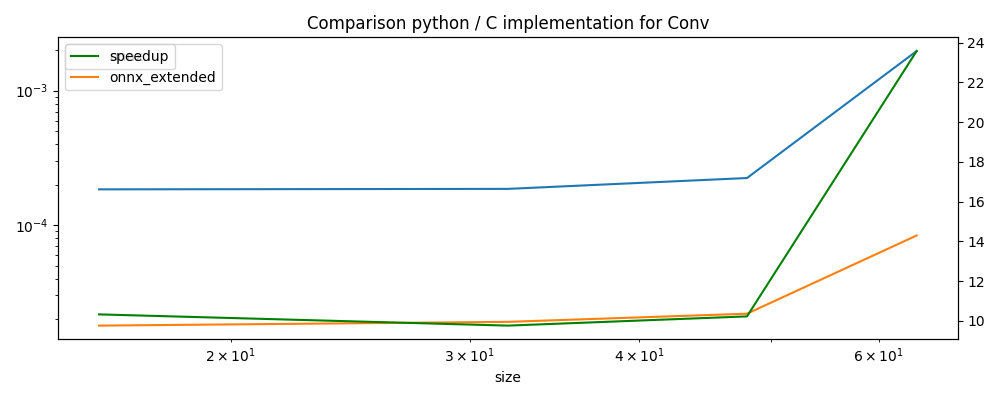 Comparison python / C implementation for Conv
speedup
onnx_extended
10⁻³
10⁻⁴
24
22
20
18
16
14
12
10
2 × 10¹
3 × 10¹
4 × 10¹
6 × 10¹
size